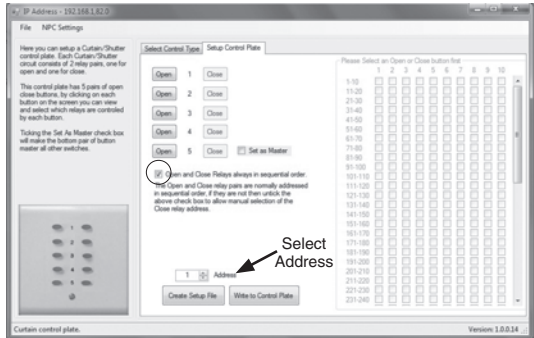 IP Address - 192.168.1.82.0
File NPC Settings
Here you can setup a Curtain/Shutter
control plate. Each Curtain/Shutter
circuit consists of 2 relay pairs, one for
open and one for close.
This control plate has 5 pairs of open
close buttons, by clicking on each
button on the screen you can view
and select which relays are controlled
by each button.
Ticking the Set As Master check box
will make the bottom pair of button
master all other switches.
Select Control Type Setup Control Plate
Open 1 Close
Open 2 Close
Open 3 Close
Open 4 Close
Open 5 Close Set as Master
Open and Close Relays always in sequential order.
The Open and Close relay pairs are normally addressed
in sequential order, if they are not then untick the
above check box to allow manual selection of the
Close relay address.
Select
Address
1 Address
Create Setup File Write to Control Plate
Please Select an Open or Close button first
1 2 3 4 5 6 7 8 9 10
1-10
11-20
21-30
31-40
41-50
51-60
61-70
71-80
81-90
91-100
101-110
111-120
121-130
131-140
141-150
151-160
161-170
171-180
181-190
191-200
201-210
211-220
221-230
231-240
1
2
3
4
5
Curtain control plate.
Version: 1.0.0.14